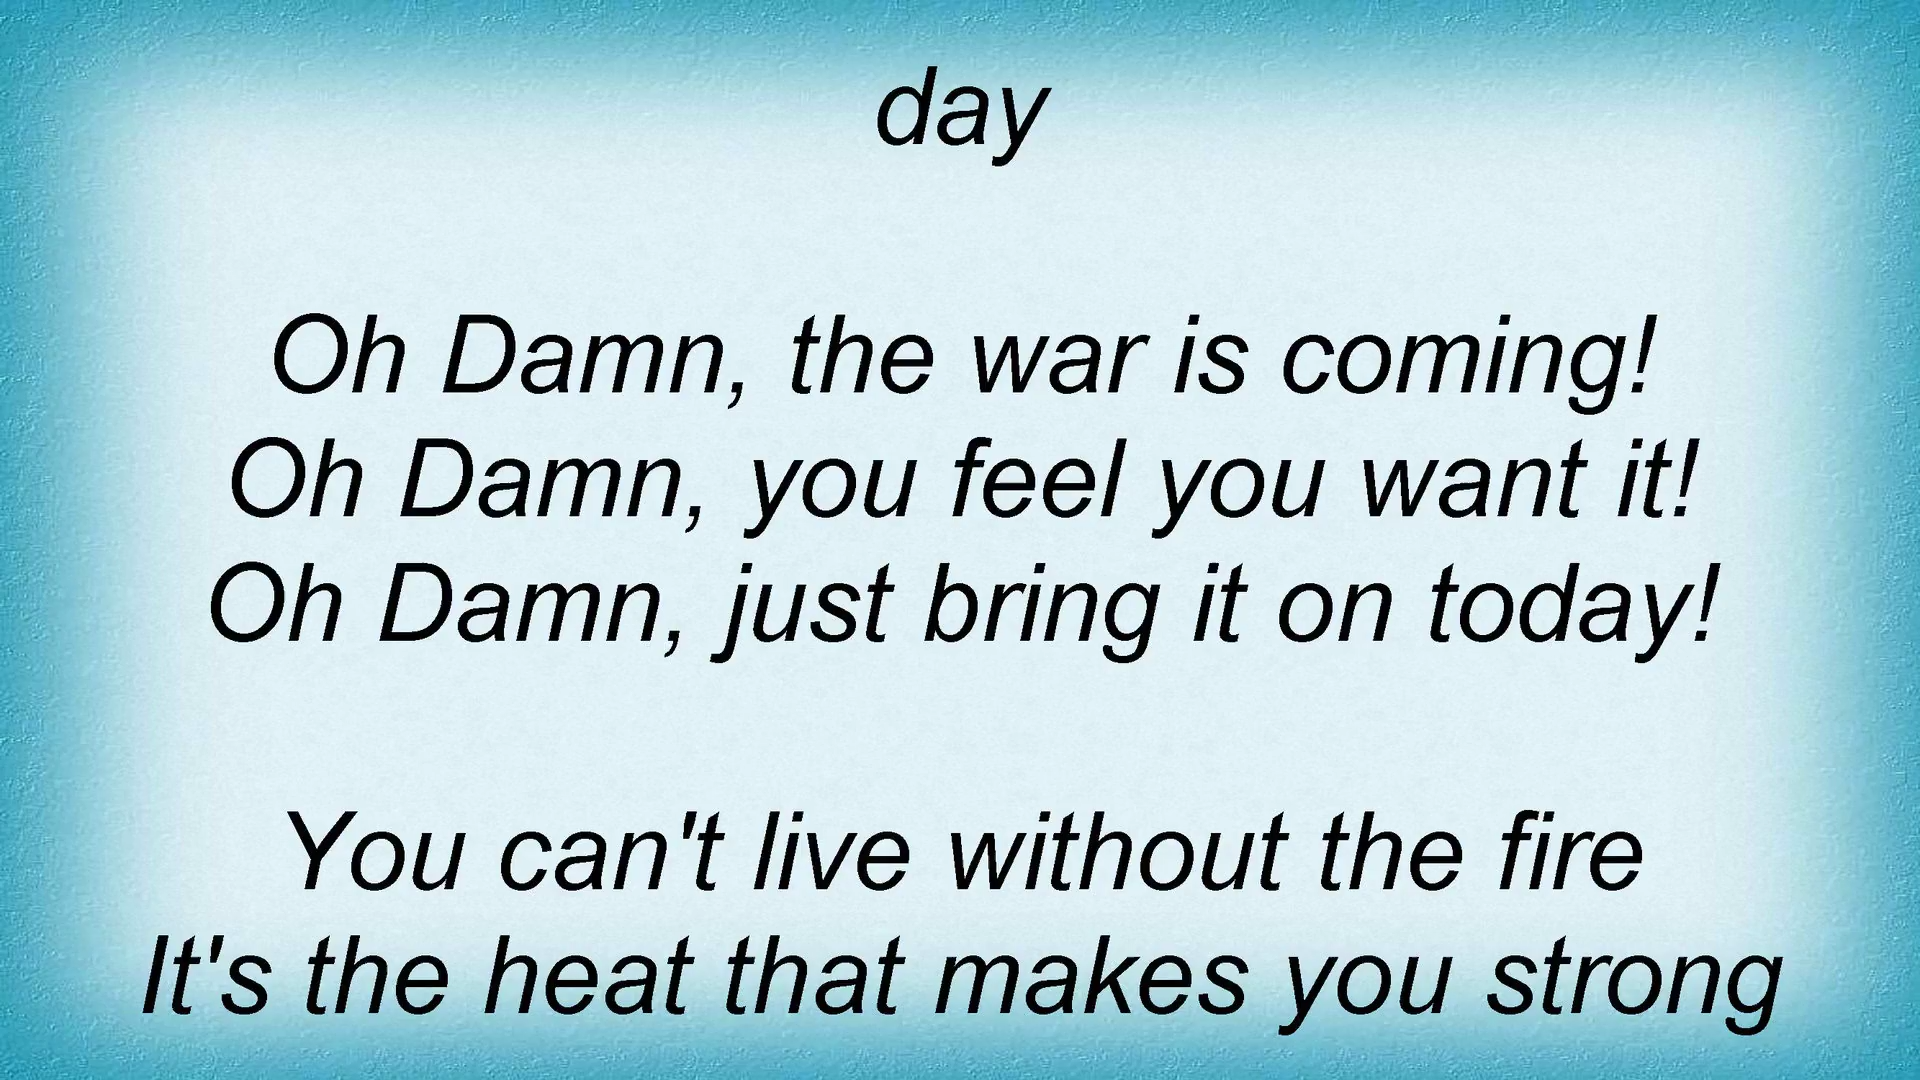 day
Oh Damn, the war is coming!
Oh Damn, you feel you want it!
Oh Damn, just bring it on today!
You can't live without the fire
It's the heat that makes you strong